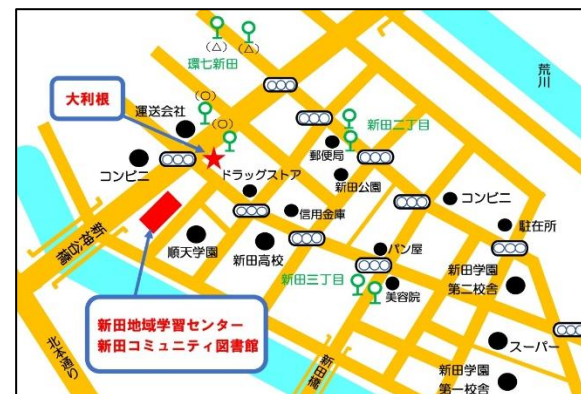 (△)
(△)
環七新田
荒川
大利根
運送会社
(○)
(○)
新田二丁目
郵便局
コンビニ
ドラッグストア
新田公園
コンビニ
信用金庫
駐在所
新神谷橋
順天学園
新田高校
パン屋
新田学園
第二校舎
新田三丁目
美容院
新田地域学習センター
新田コミュニティ図書館
北本通り
新田橋
スーパー
新田学園
第一校舎